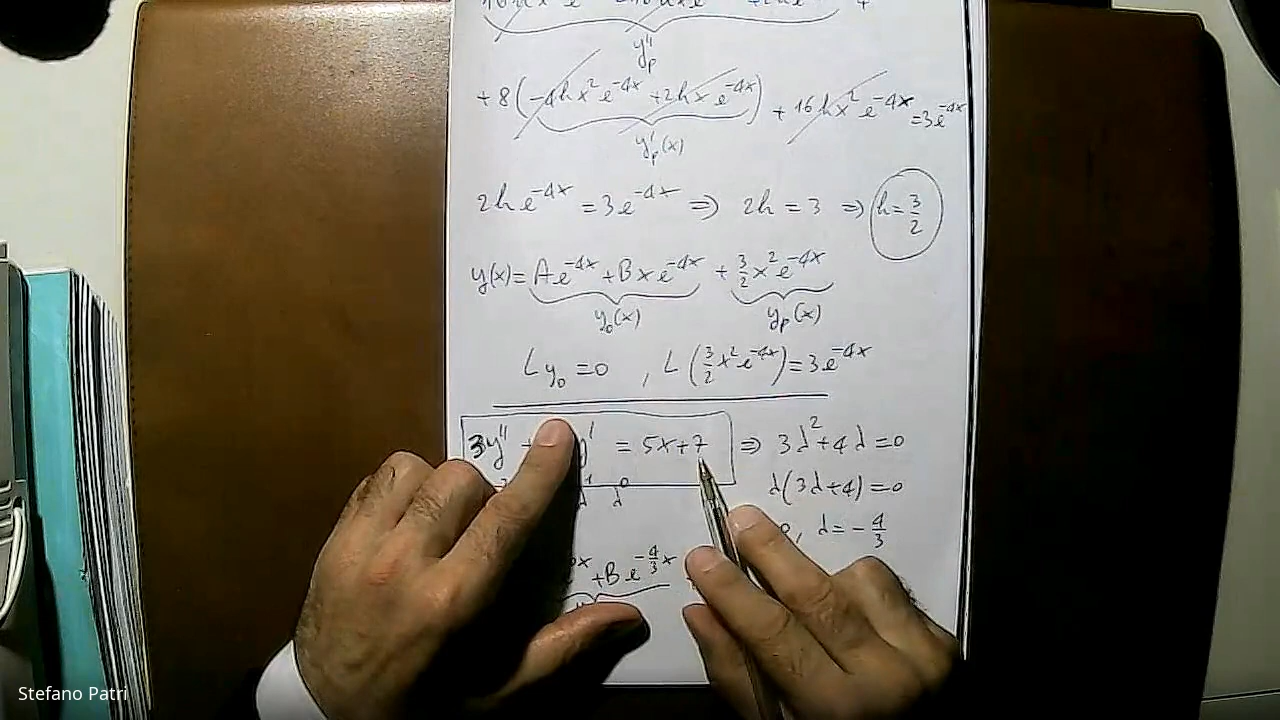 + 8(-4hx²e⁻⁴ˣ + 2hxe⁻⁴ˣ) + 16hx²e⁻⁴ˣ = 3e⁻⁴ˣ
y'ₚ(x)
2he⁻⁴ˣ = 3e⁻⁴ˣ ⇒ 2h = 3 ⇒ h = 3/2
y(x) = Ae⁻⁴ˣ + Bxe⁻⁴ˣ + 3/2 x²e⁻⁴ˣ
y₀(x) yₚ(x)
Ly₀ = 0 , L(3/2 x²e⁻⁴ˣ) = 3e⁻⁴ˣ
3y'' + y' = 5x+7 ⇒ 3λ²+4λ=0
λ⁰ λ(3λ+4)=0
, λ = -4/3
+Be^(-4/3 x)
Stefano Patri